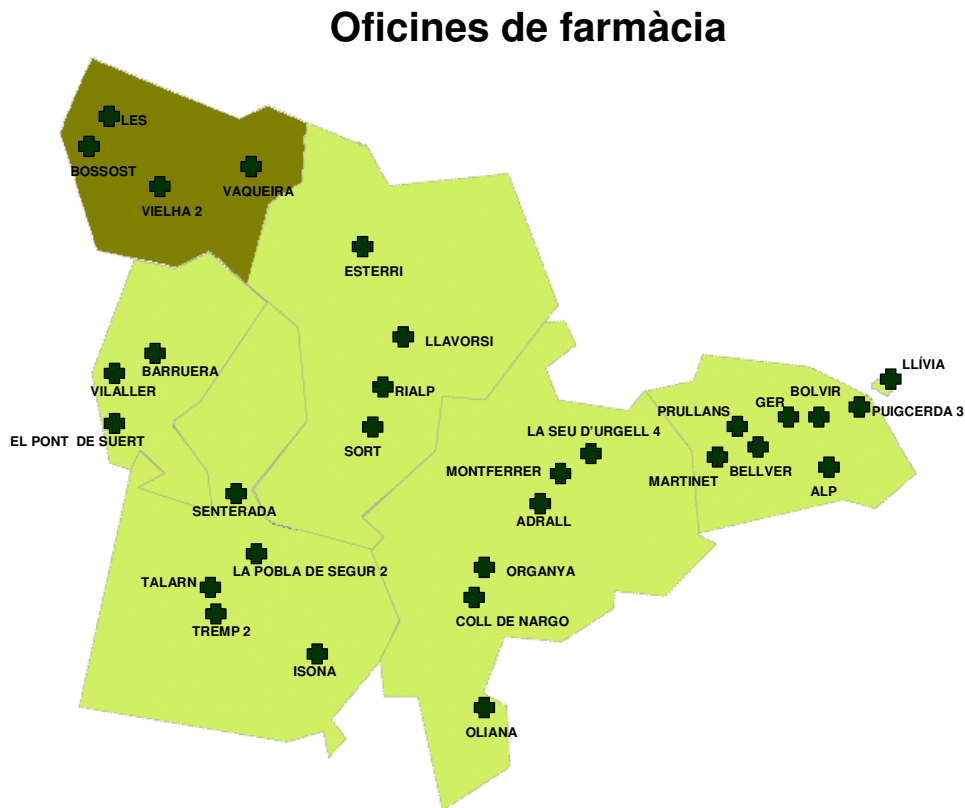 Oficines de farmàcia
LES
BOSSOST
VAQUEIRA
VIELHA 2
ESTERRI
LLAVORSI
BARRUERA
VILALLER
RIALP
EL PONT DE SUERT
SORT
LLÍVIA
BOLVIR
GER
PRULLANS
PUIGCERDA 3
LA SEU D'URGELL 4
MONTFERRER
MARTINET
BELLVER
ALP
SENTERADA
ADRALL
LA POBLA DE SEGUR 2
ORGANYA
TALARN
COLL DE NARGO
TREMP 2
ISONA
OLIANA